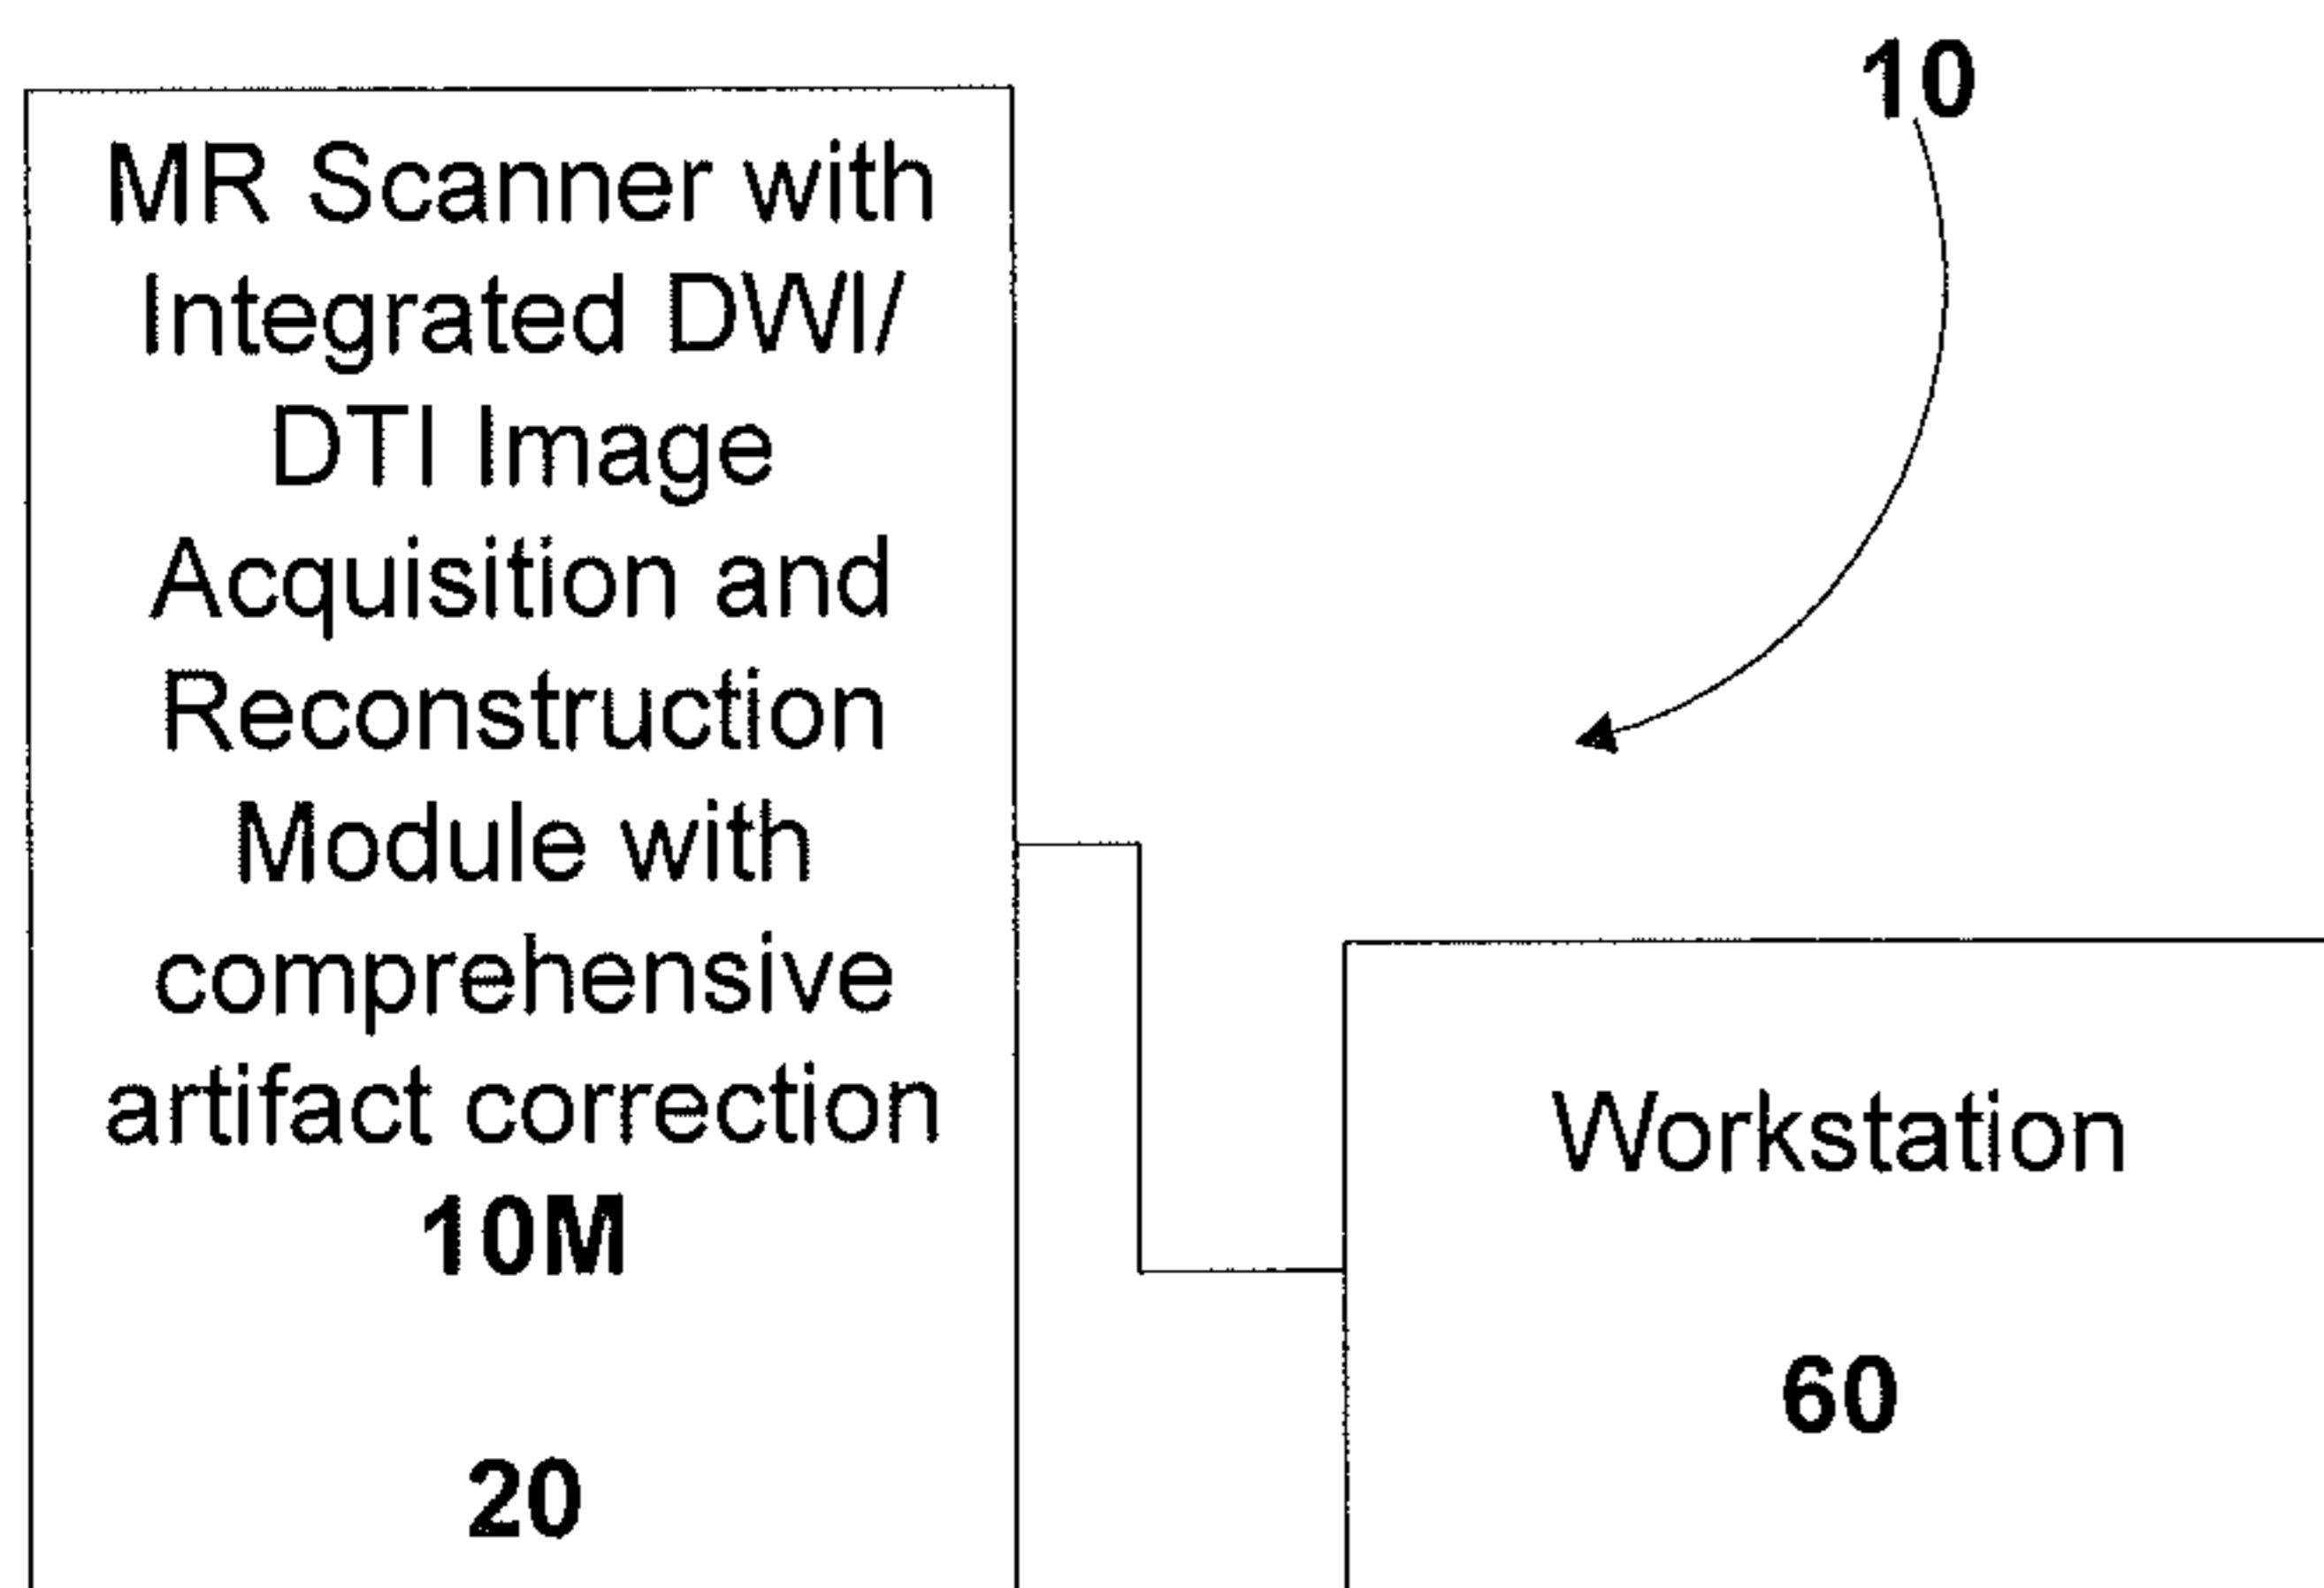 10
MR Scanner with
Integrated DWI/
DTI Image
Acquisition and
Reconstruction
Module with
comprehensive
artifact correction
10M
20
Workstation
60